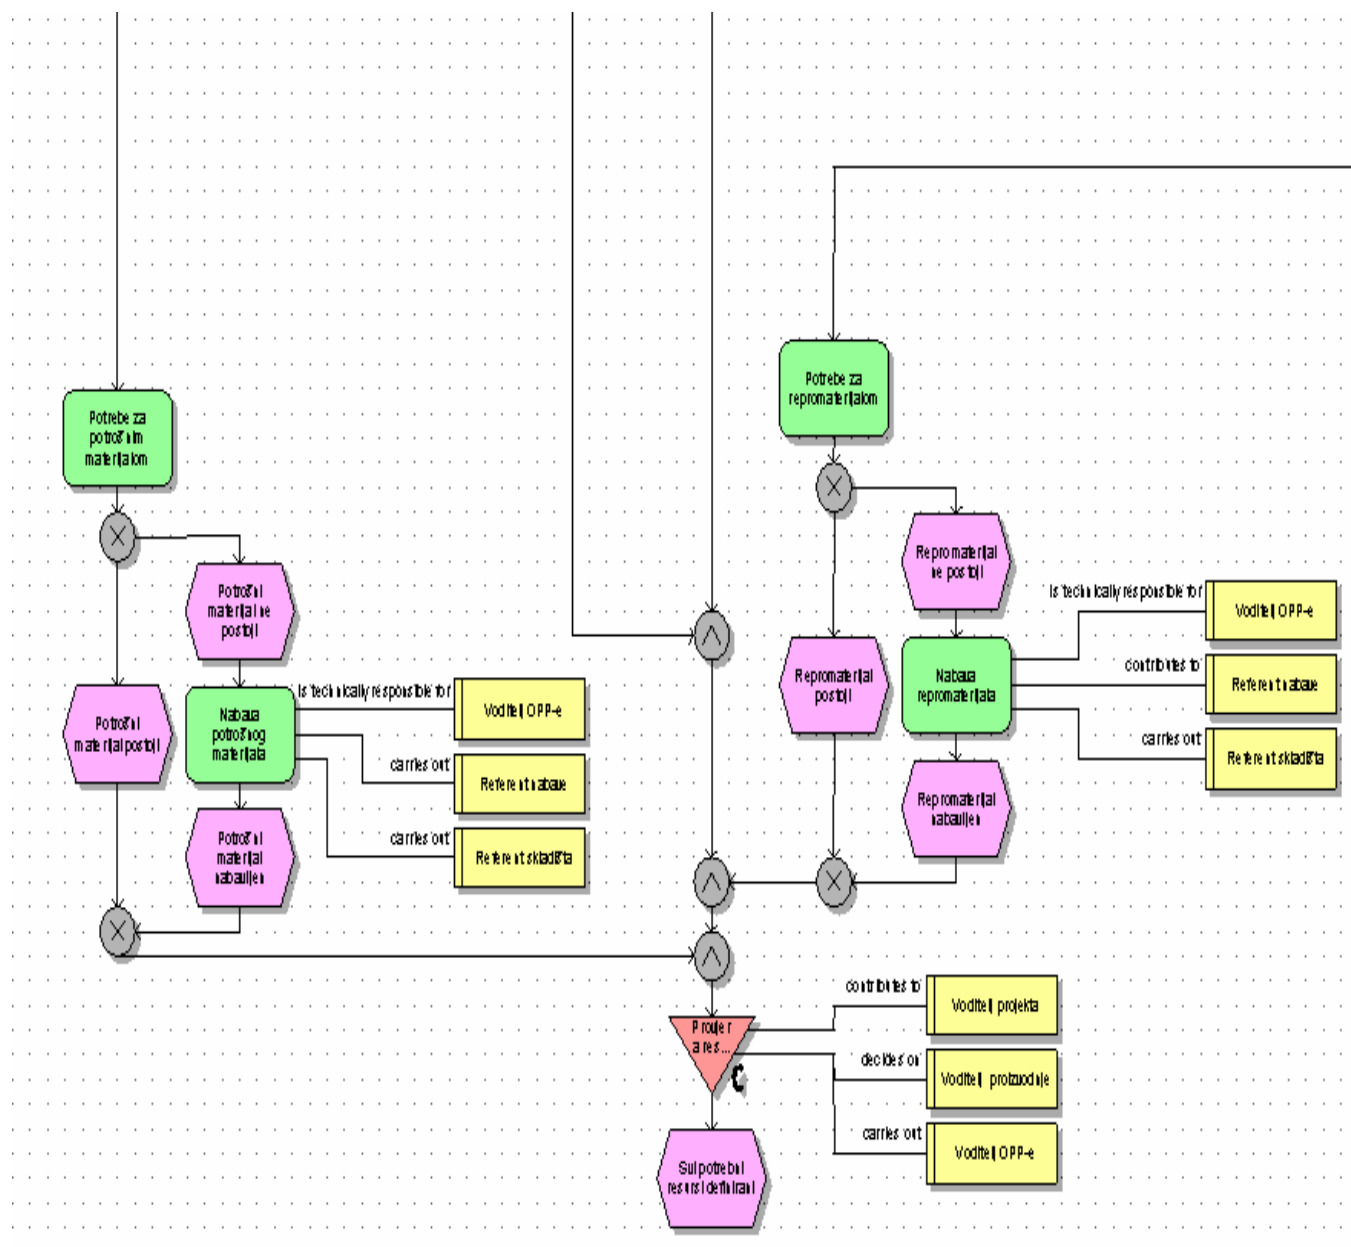 Potrebe za
potrošnim
materijalom
Potrošni
materijal ne
postoji
Potrošni
materijal postoji
Nabava
potrošnog
materijala
Potrošni
materijal
nabavljen
is technically responsible for
Voditelj OPP-e
carries out
Referent nabave
carries out
Referent skladišta
Potrebe za
repromaterijalom
Repromaterijal
ne postoji
Repromaterijal
postoji
Nabava
repromaterijala
Repromaterijal
nabavljen
is technically responsible for
Voditelj OPP-e
contributes to
Referent nabave
carries out
Referent skladišta
Provjer
a res...
C
contributes to
Voditelj projekta
decides on
Voditelj proizvodnje
carries out
Voditelj OPP-e
Svi potrebni
resursi definirani